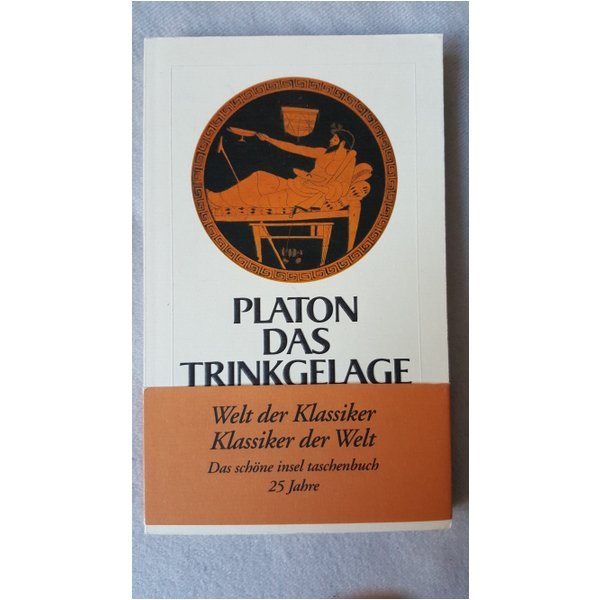 PLATON
DAS
TRINKGELAGE
Welt der Klassiker
Klassiker der Welt
Das schöne insel taschenbuch
25 Jahre